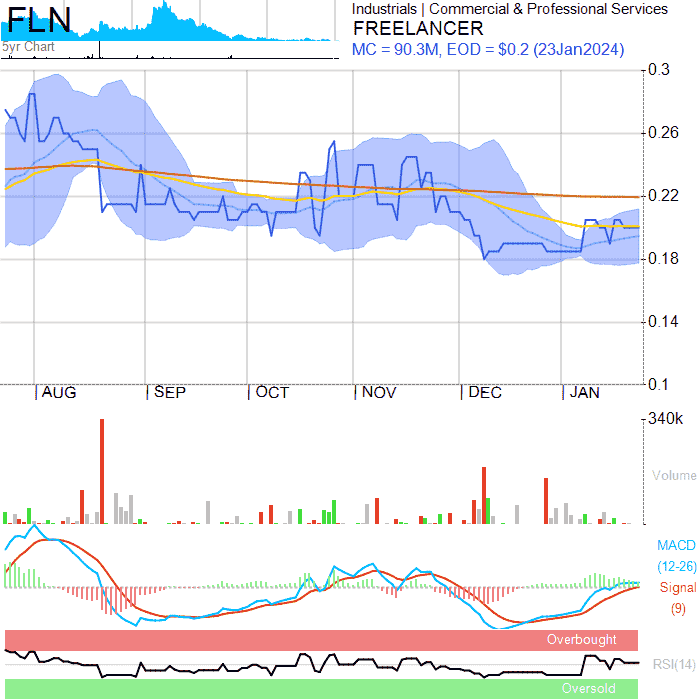 FLN
Industrials | Commercial & Professional Services
FREELANCER
5yr Chart
MC = 90.3M, EOD = $0.2 (23Jan2024)
0.3
0.26
0.22
0.18
0.14
0.1
AUG SEP OCT NOV DEC JAN
340k
Volume
MACD
(12-26)
Signal
(9)
Overbought
RSI(14)
Oversold